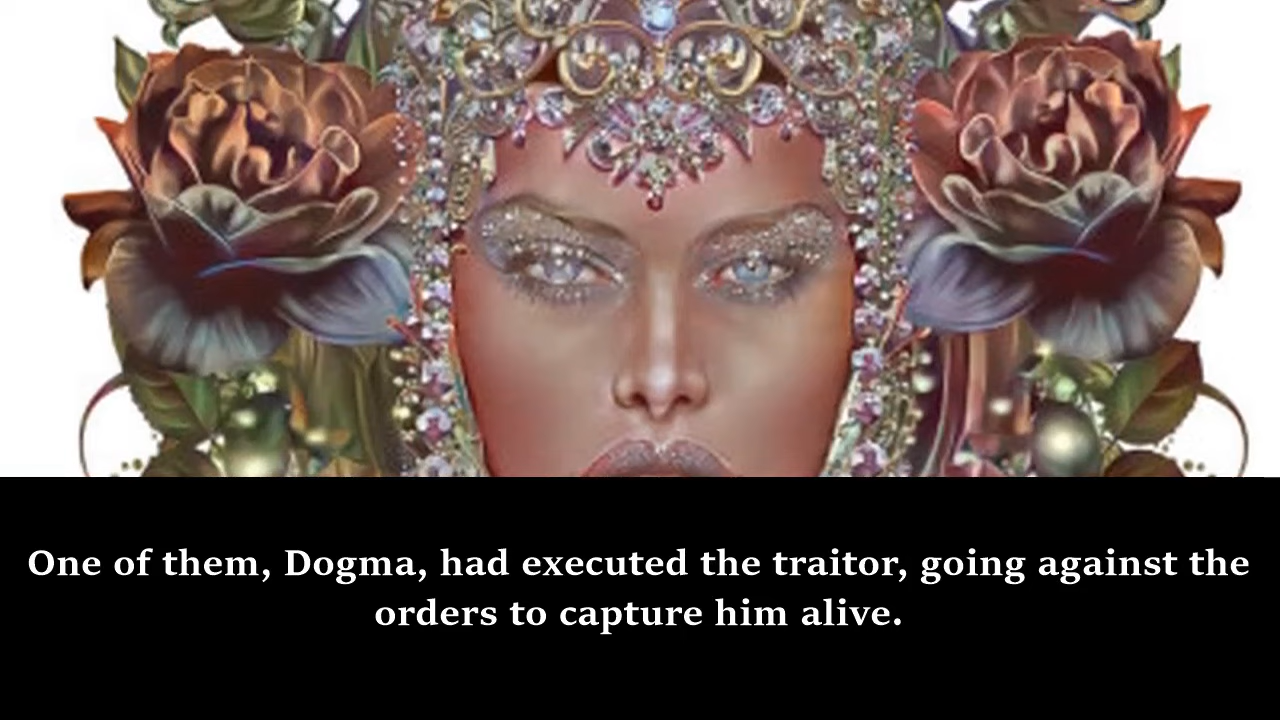 One of them, Dogma, had executed the traitor, going against the
orders to capture him alive.